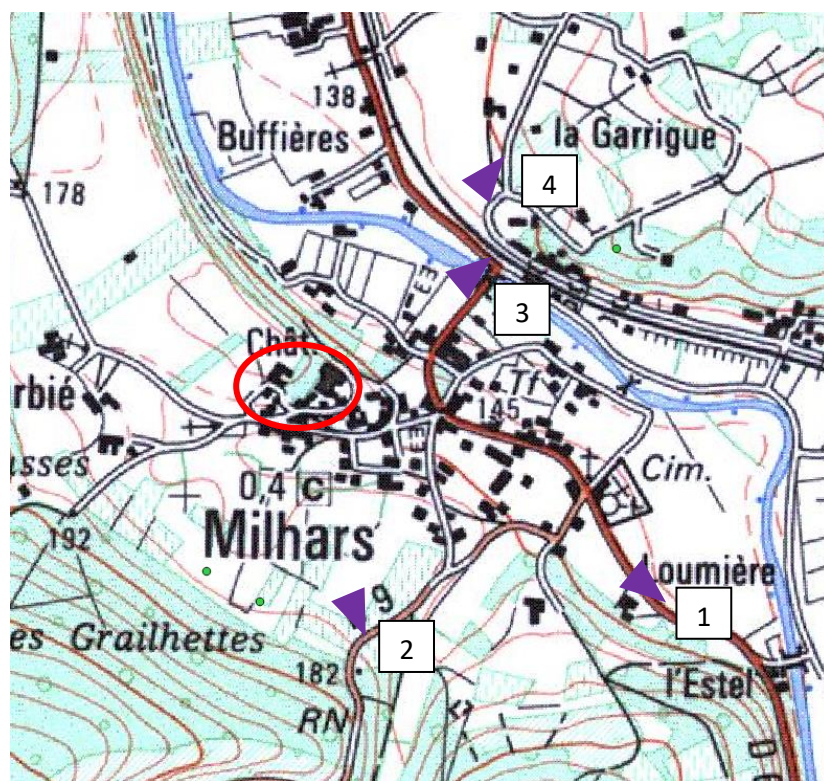 138
Buffières
la Garrigue
178
4
3
Chât.
rbié
Tf
145
asses
Cim.
0,4 C
Milhars
192
Loumière
9
1
es Grailhettes
2
182
l'Estel
RN
D